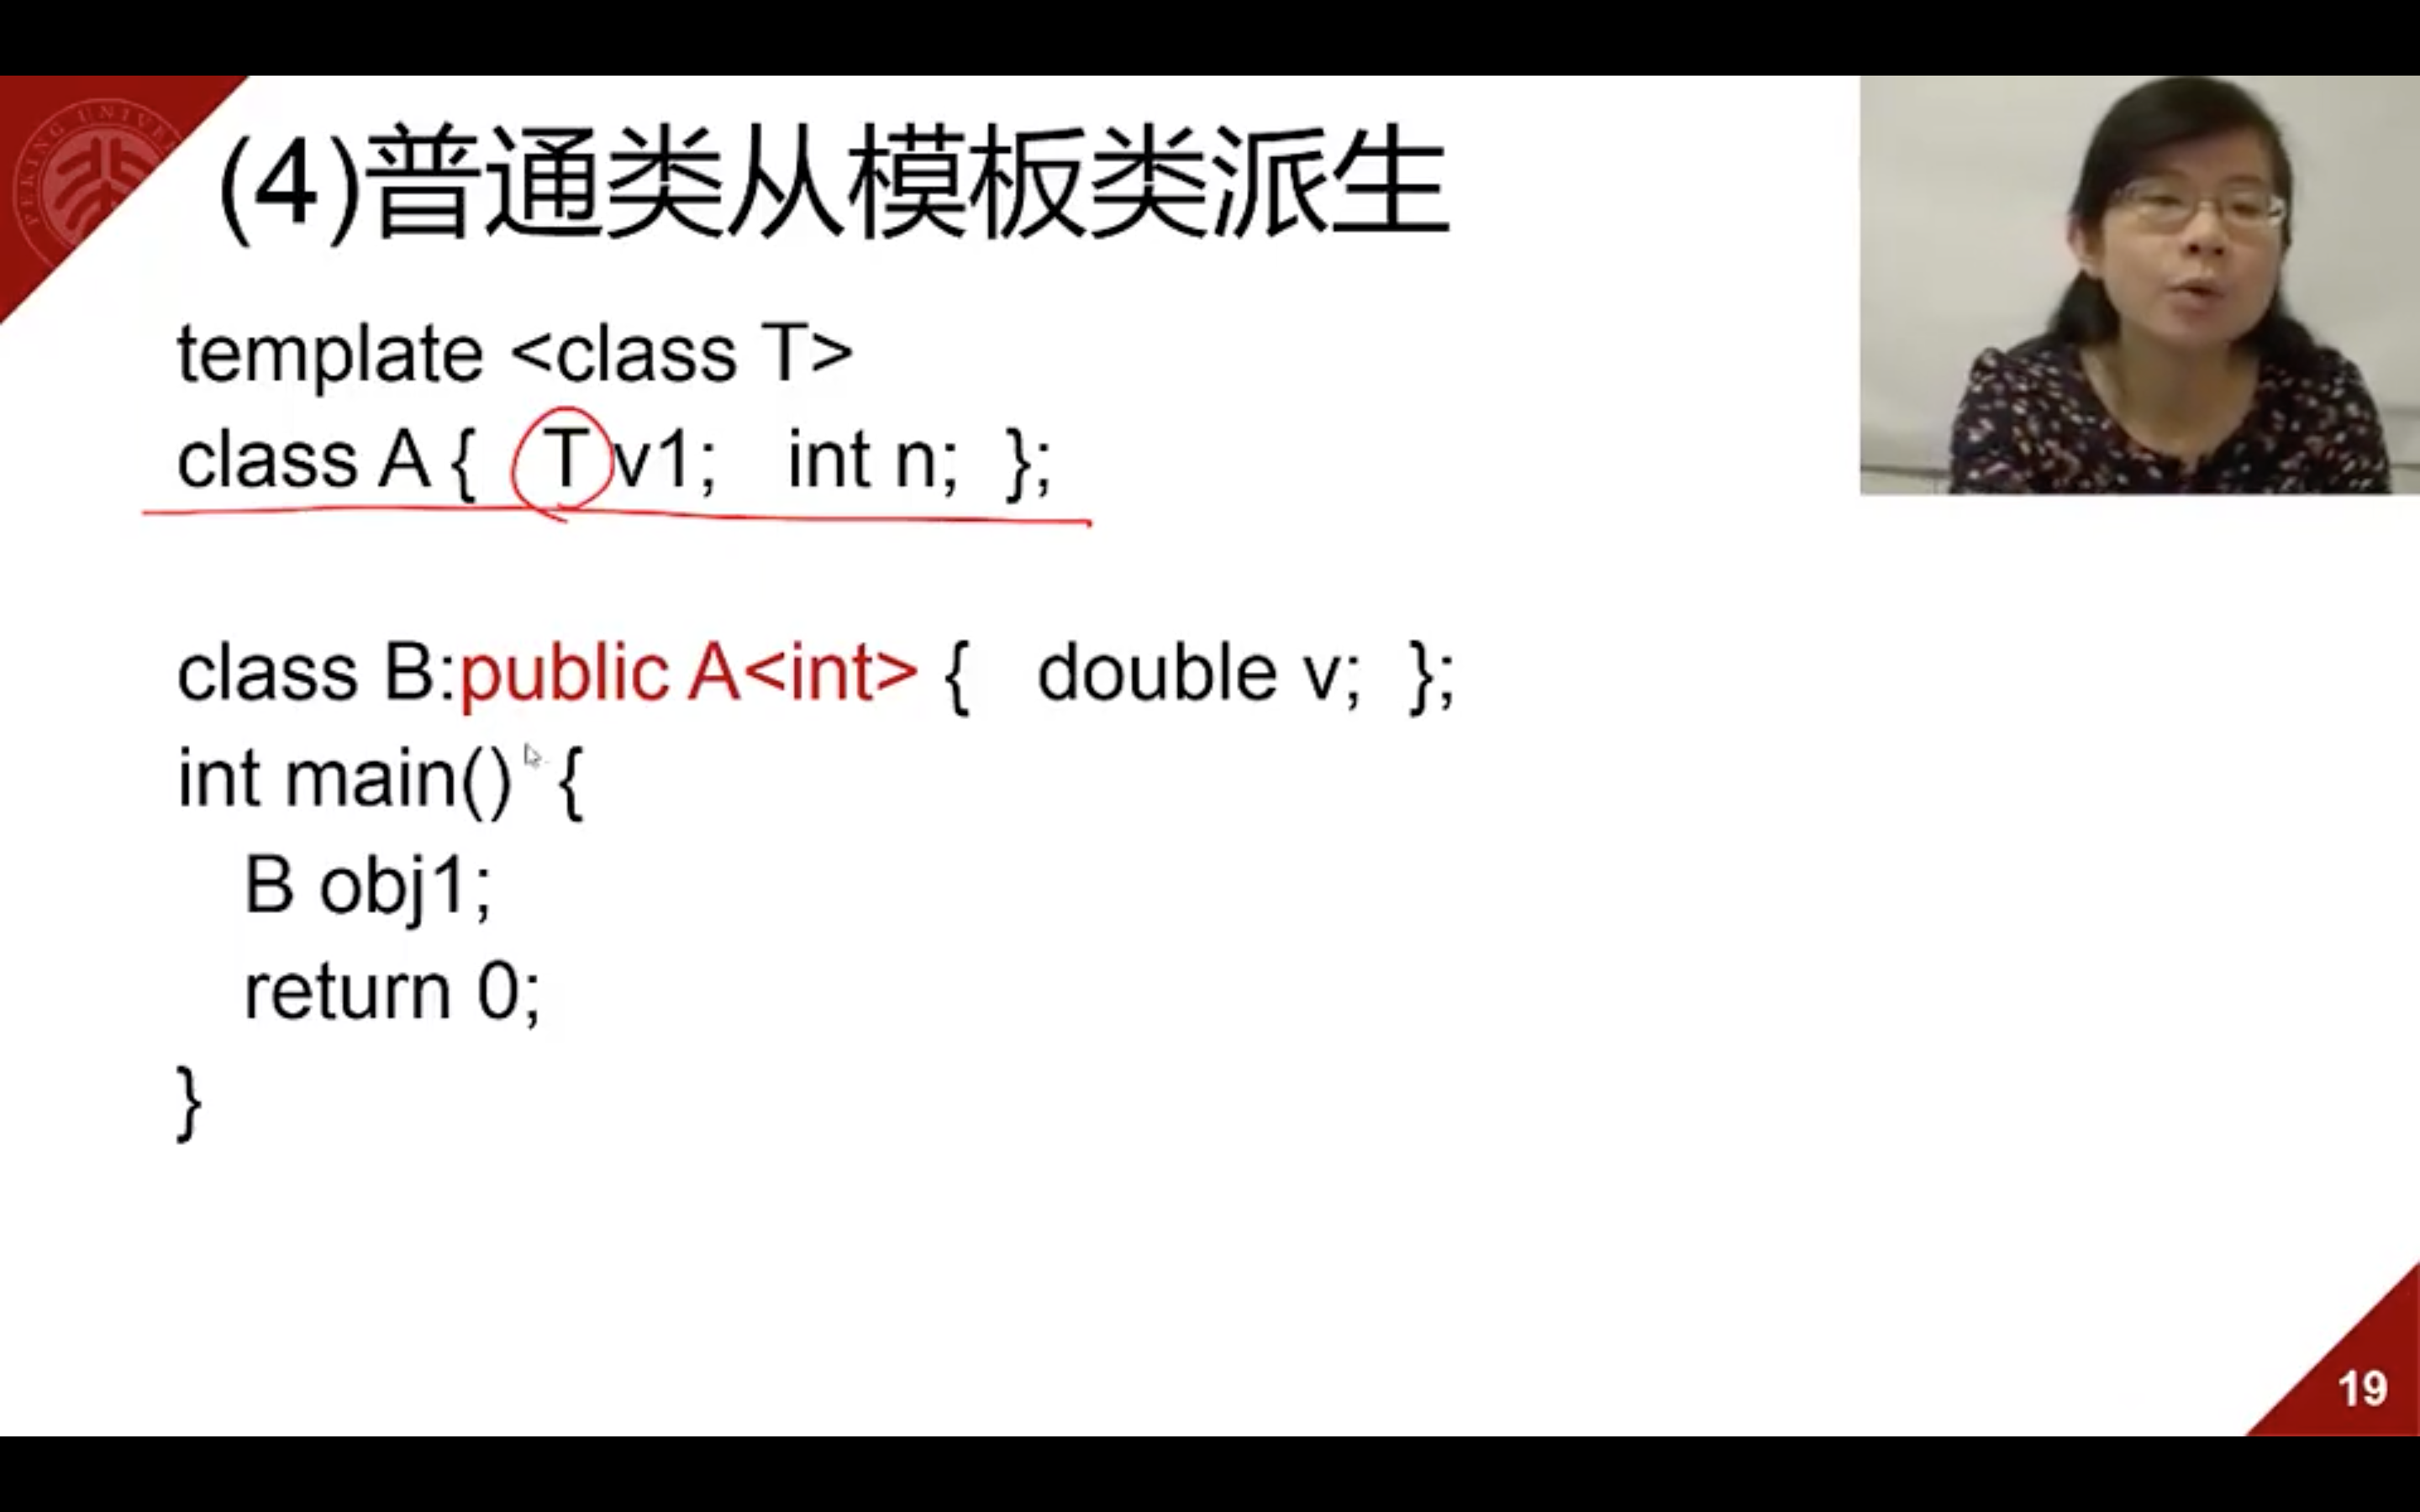 (4)普通类从模板类派生
template <class T>
class A { T v1; int n; };
class B:public A<int> { double v; };
int main() {
B obj1;
return 0;
}
19